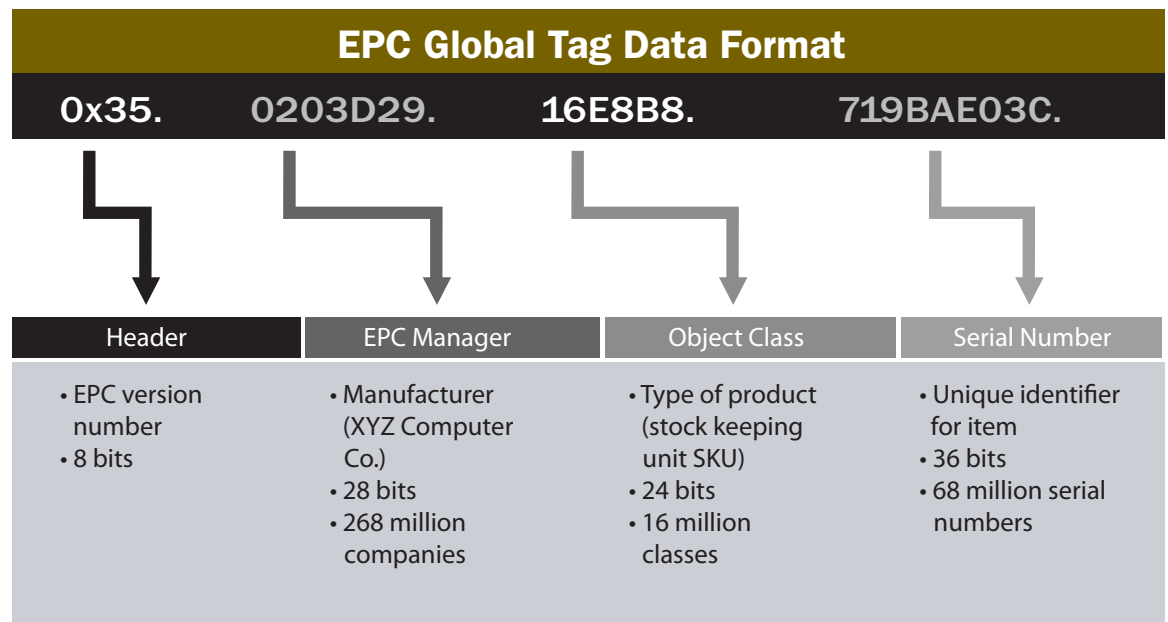 EPC Global Tag Data Format
0x35. 0203D29. 16E8B8. 719BAE03C.
Header EPC Manager Object Class Serial Number
• EPC version
number
• 8 bits
• Manufacturer
(XYZ Computer
Co.)
• 28 bits
• 268 million
companies
• Type of product
(stock keeping
unit SKU)
• 24 bits
• 16 million
classes
• Unique identifier
for item
• 36 bits
• 68 million serial
numbers